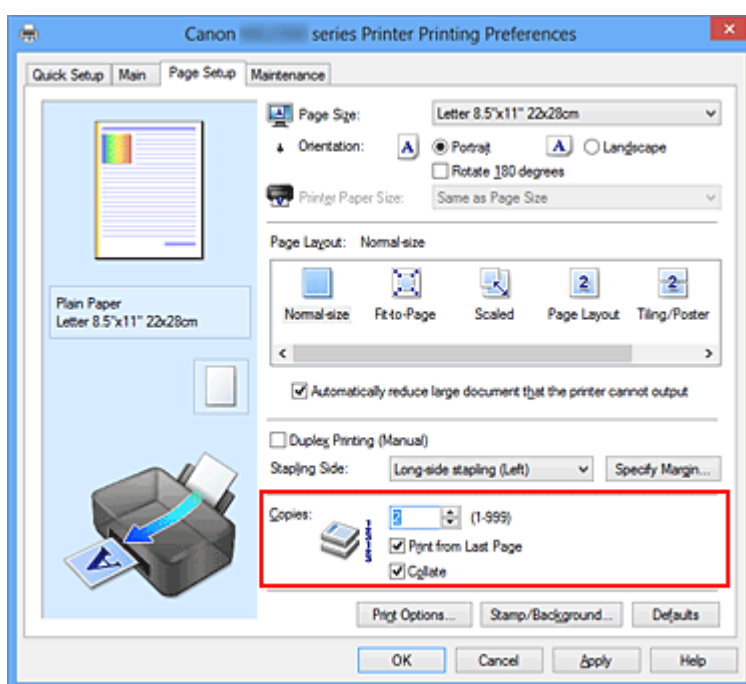 Canon series Printer Printing Preferences
Quick Setup Main Page Setup Maintenance
Page Size: Letter 8.5"x11" 22x28cm
Orientation: A Portrait A Landscape
Rotate 180 degrees
Printer Paper Size: Same as Page Size
Page Layout: Normal-size
2 2
Normal-size Fit-to-Page Scaled Page Layout Tiling/Poster
Plain Paper
Letter 8.5"x11" 22x28cm
Automatically reduce large document that the printer cannot output
Duplex Printing (Manual)
Stapling Side: Long-side stapling (Left) Specify Margin...
Copies: 2 (1-999)
Print from Last Page
Collate
A
Print Options... Stamp/Background... Defaults
OK Cancel Apply Help